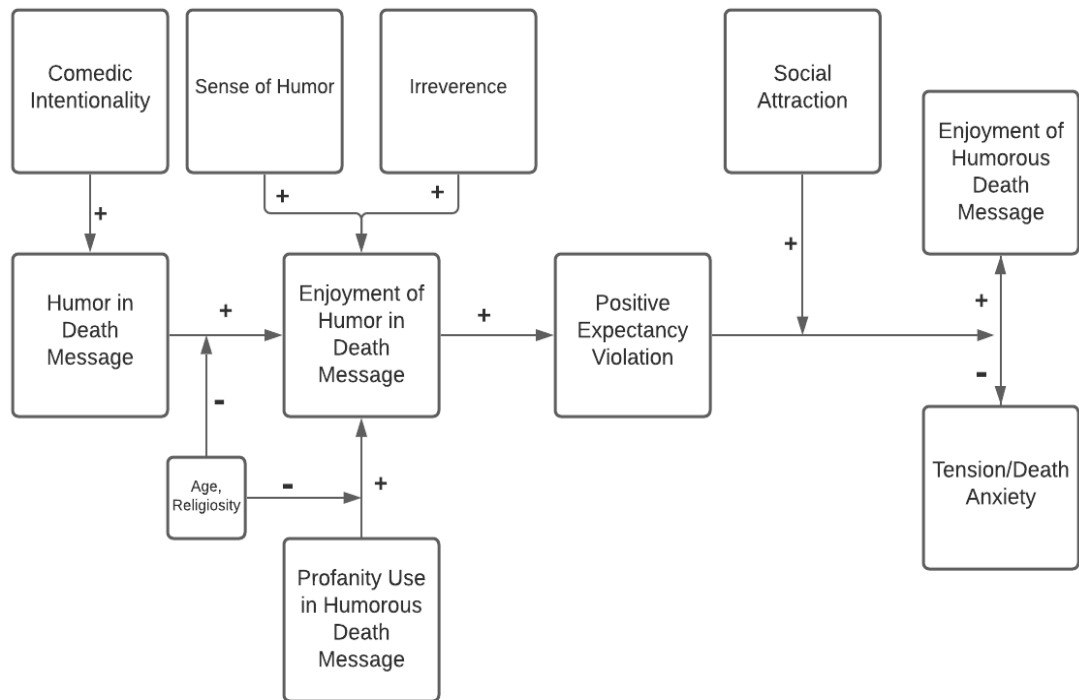 Comedic
Intentionality
Sense of Humor
Irreverence
Social
Attraction
Enjoyment of
Humorous
Death
Message
+
+
+
+
Humor in
Death
Message
+
Enjoyment of
Humor in
Death
Message
+
Positive
Expectancy
Violation
+
-
-
Age,
Religiosity
-
+
Profanity Use
in Humorous
Death
Message
Tension/Death
Anxiety